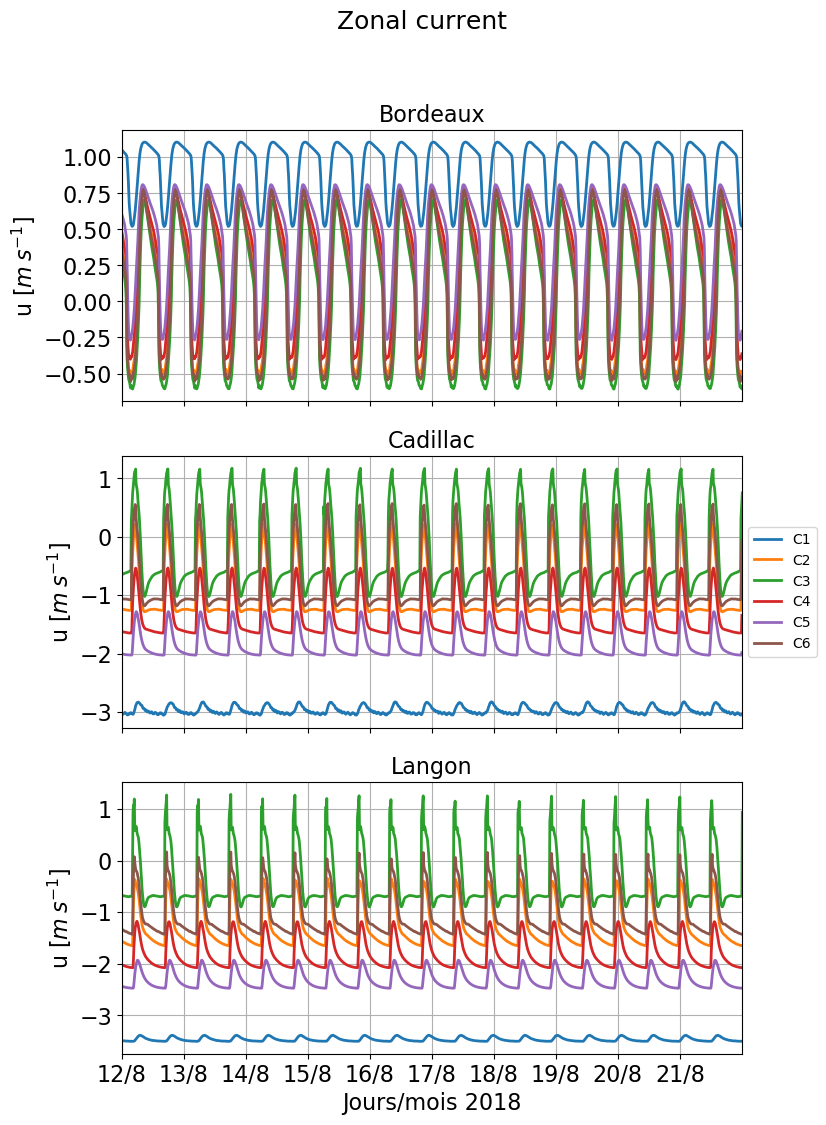 Zonal current
Bordeaux
1.00
0.75
0.50
0.25
0.00
−0.25
−0.50
u [m s⁻¹]
Cadillac
1
0
−1
−2
−3
u [m s⁻¹]
C1
C2
C3
C4
C5
C6
Langon
1
0
−1
−2
−3
u [m s⁻¹]
12/8 13/8 14/8 15/8 16/8 17/8 18/8 19/8 20/8 21/8
Jours/mois 2018